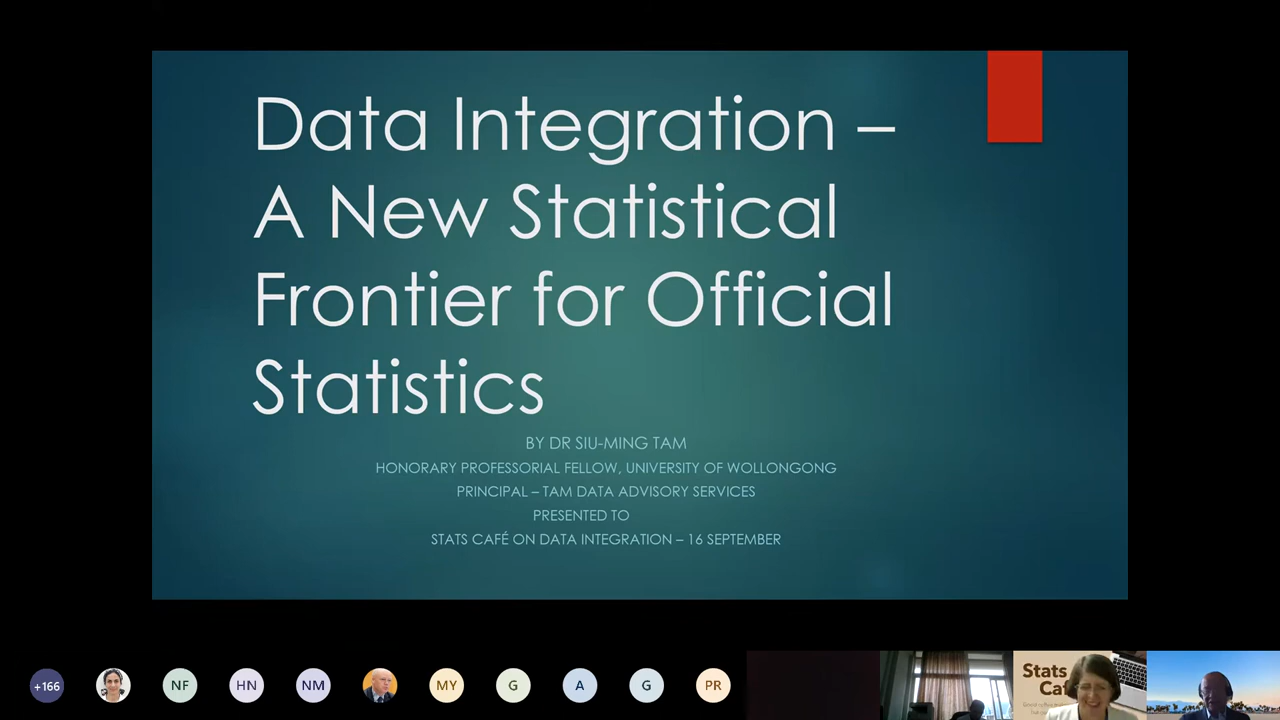 Data Integration –
A New Statistical
Frontier for Official
Statistics
BY DR SIU-MING TAM
HONORARY PROFESSORIAL FELLOW, UNIVERSITY OF WOLLONGONG
PRINCIPAL – TAM DATA ADVISORY SERVICES
PRESENTED TO
STATS CAFÉ ON DATA INTEGRATION – 16 SEPTEMBER
+166
NF
HN
NM
MY
G
A
G
PR
Stats
Caf